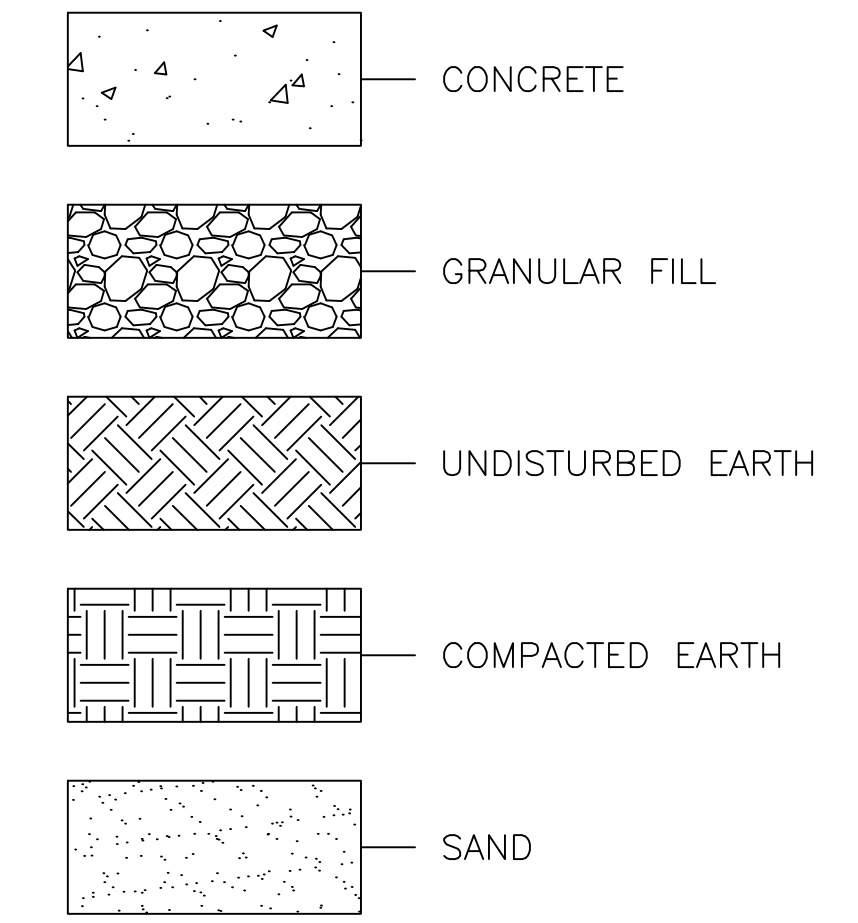 CONCRETE
GRANULAR FILL
UNDISTURBED EARTH
COMPACTED EARTH
SAND